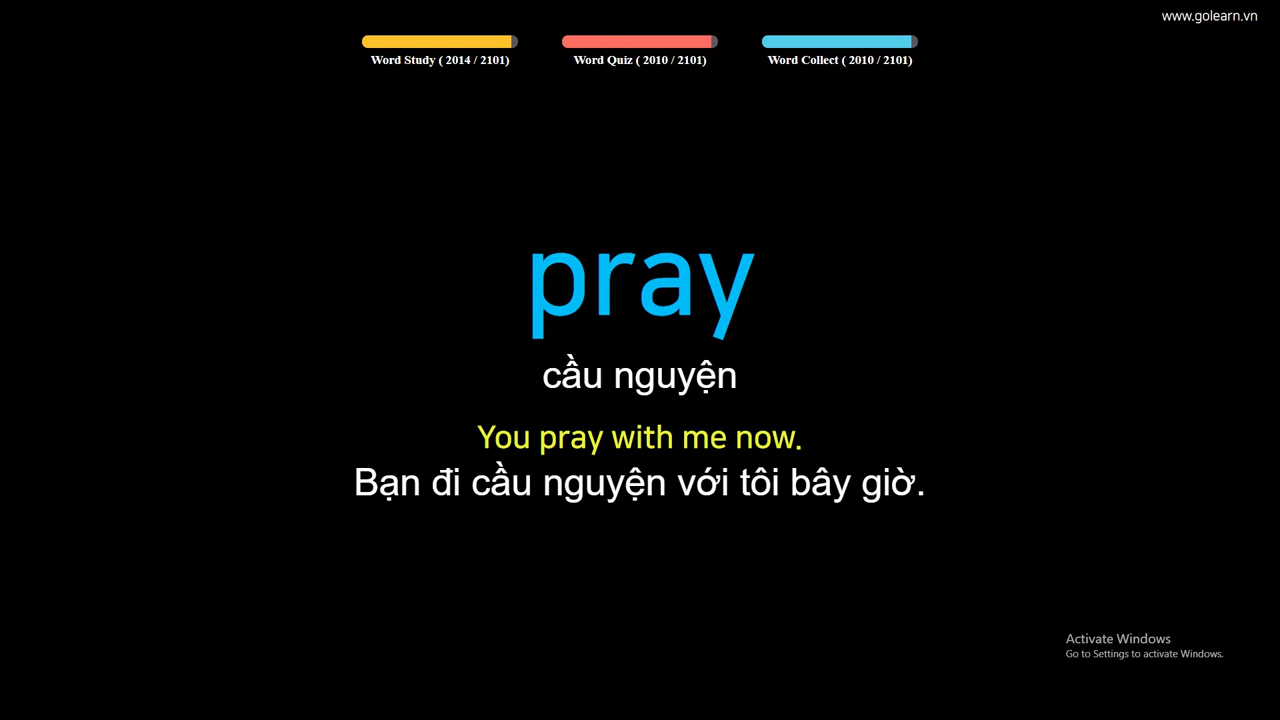 www.golearn.vn
Word Study ( 2014 / 2101)
Word Quiz ( 2010 / 2101)
Word Collect ( 2010 / 2101)
pray
cầu nguyện
You pray with me now.
Bạn đi cầu nguyện với tôi bây giờ.
Activate Windows
Go to Settings to activate Windows.